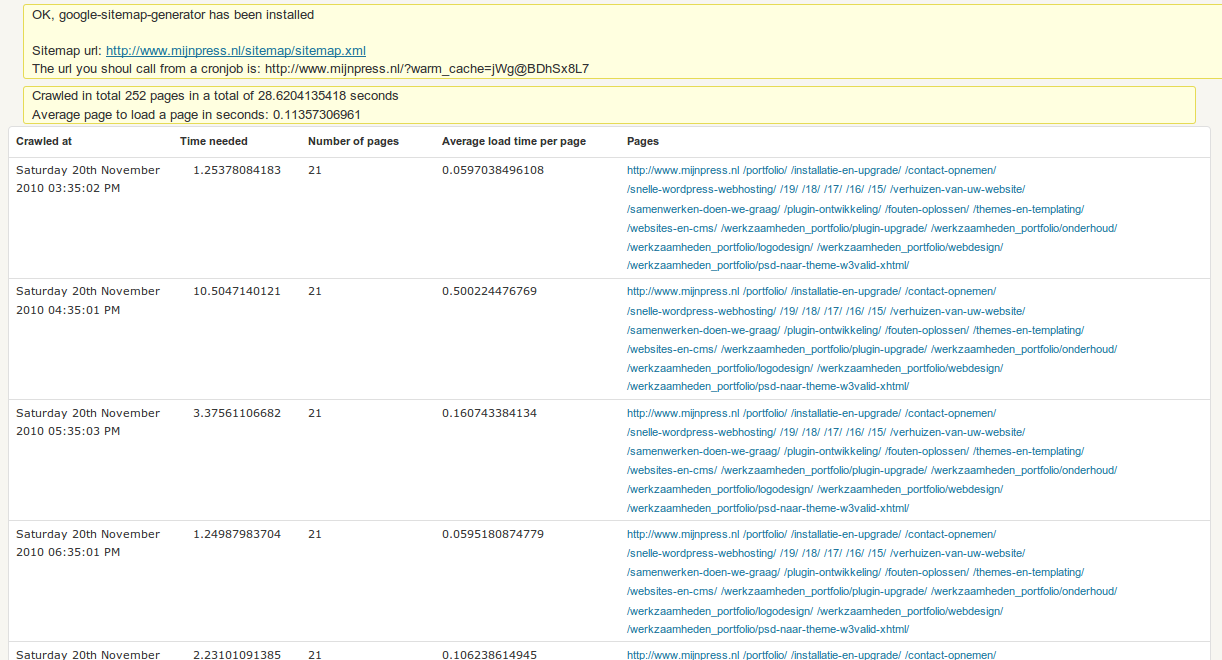 OK, google-sitemap-generator has been installed
Sitemap url: http://www.mijnpress.nl/sitemap/sitemap.xml
The url you shoul call from a cronjob is: http://www.mijnpress.nl/?warm_cache=jWg@BDhSx8L7
Crawled in total 252 pages in a total of 28.6204135418 seconds
Average page to load a page in seconds: 0.11357306961
Crawled at Time needed Number of pages Average load time per page Pages
Saturday 20th November 1.25378084183 21 0.0597038496108 http://www.mijnpress.nl /portfolio/ /installatie-en-upgrade/ /contact-opnemen/
2010 03:35:02 PM /snelle-wordpress-webhosting/ /19/ /18/ /17/ /16/ /15/ /verhuizen-van-uw-website/
/samenwerken-doen-we-graag/ /plugin-ontwikkeling/ /fouten-oplossen/ /themes-en-templating/
/websites-en-cms/ /werkzaamheden_portfolio/plugin-upgrade/ /werkzaamheden_portfolio/onderhoud/
/werkzaamheden_portfolio/logodesign/ /werkzaamheden_portfolio/webdesign/
/werkzaamheden_portfolio/psd-naar-theme-w3valid-xhtml/
Saturday 20th November 10.5047140121 21 0.500224476769 http://www.mijnpress.nl /portfolio/ /installatie-en-upgrade/ /contact-opnemen/
2010 04:35:01 PM /snelle-wordpress-webhosting/ /19/ /18/ /17/ /16/ /15/ /verhuizen-van-uw-website/
/samenwerken-doen-we-graag/ /plugin-ontwikkeling/ /fouten-oplossen/ /themes-en-templating/
/websites-en-cms/ /werkzaamheden_portfolio/plugin-upgrade/ /werkzaamheden_portfolio/onderhoud/
/werkzaamheden_portfolio/logodesign/ /werkzaamheden_portfolio/webdesign/
/werkzaamheden_portfolio/psd-naar-theme-w3valid-xhtml/
Saturday 20th November 3.37561106682 21 0.160743384134 http://www.mijnpress.nl /portfolio/ /installatie-en-upgrade/ /contact-opnemen/
2010 05:35:03 PM /snelle-wordpress-webhosting/ /19/ /18/ /17/ /16/ /15/ /verhuizen-van-uw-website/
/samenwerken-doen-we-graag/ /plugin-ontwikkeling/ /fouten-oplossen/ /themes-en-templating/
/websites-en-cms/ /werkzaamheden_portfolio/plugin-upgrade/ /werkzaamheden_portfolio/onderhoud/
/werkzaamheden_portfolio/logodesign/ /werkzaamheden_portfolio/webdesign/
/werkzaamheden_portfolio/psd-naar-theme-w3valid-xhtml/
Saturday 20th November 1.24987983704 21 0.0595180874779 http://www.mijnpress.nl /portfolio/ /installatie-en-upgrade/ /contact-opnemen/
2010 06:35:01 PM /snelle-wordpress-webhosting/ /19/ /18/ /17/ /16/ /15/ /verhuizen-van-uw-website/
/samenwerken-doen-we-graag/ /plugin-ontwikkeling/ /fouten-oplossen/ /themes-en-templating/
/websites-en-cms/ /werkzaamheden_portfolio/plugin-upgrade/ /werkzaamheden_portfolio/onderhoud/
/werkzaamheden_portfolio/logodesign/ /werkzaamheden_portfolio/webdesign/
/werkzaamheden_portfolio/psd-naar-theme-w3valid-xhtml/
Saturday 20th November 2.23101091385 21 0.106238614945 http://www.mijnpress.nl /portfolio/ /installatie-en-upgrade/ /contact-opnemen/